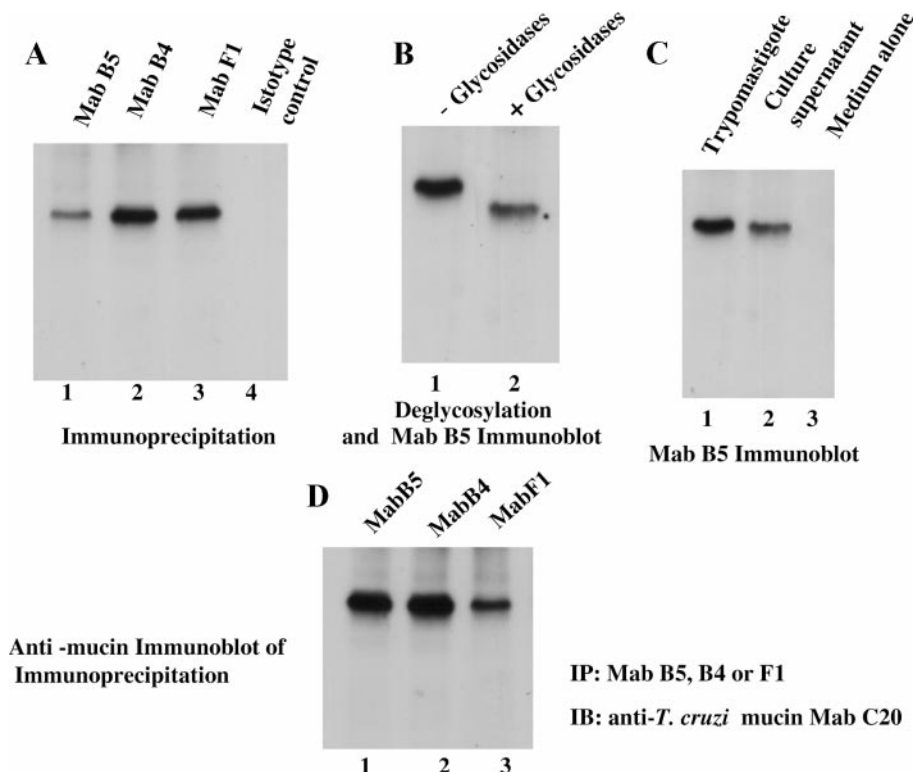 A
Mab B5
Mab B4
Mab F1
Istotype
control
1 2 3 4
Immunoprecipitation
B
- Glycosidases
+ Glycosidases
1 2
Deglycosylation
and Mab B5 Immunoblot
C
Trypomastigote
Culture
supernatant
Medium alone
1 2 3
Mab B5 Immunoblot
D
MabB5
MabB4
MabF1
1 2 3
Anti -mucin Immunoblot of
Immunoprecipitation
IP: Mab B5, B4 or F1
IB: anti-T. cruzi mucin Mab C20